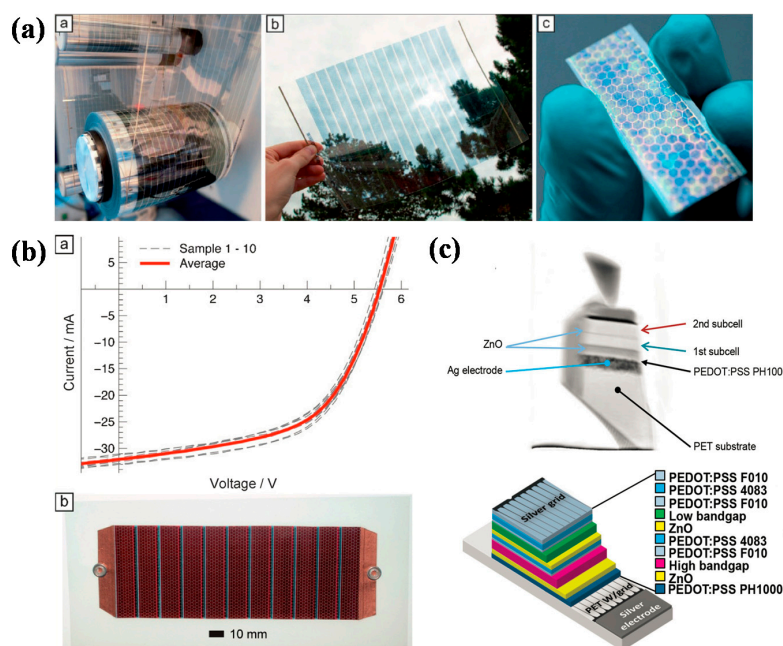 (a)
a
b
c
(b)
a
Sample 1 - 10
Average
5
1 2 3 4 5 6
−5
−10
−15
−20
−25
−30
Current / mA
Voltage / V
b
10 mm
(c)
2nd subcell
ZnO
1st subcell
Ag electrode
PEDOT:PSS PH100
PET substrate
PEDOT:PSS F010
PEDOT:PSS 4083
PEDOT:PSS F010
Low bandgap
ZnO
PEDOT:PSS 4083
PEDOT:PSS F010
High bandgap
ZnO
PEDOT:PSS PH1000
Silver grid
PET W/grid
Silver
electrode